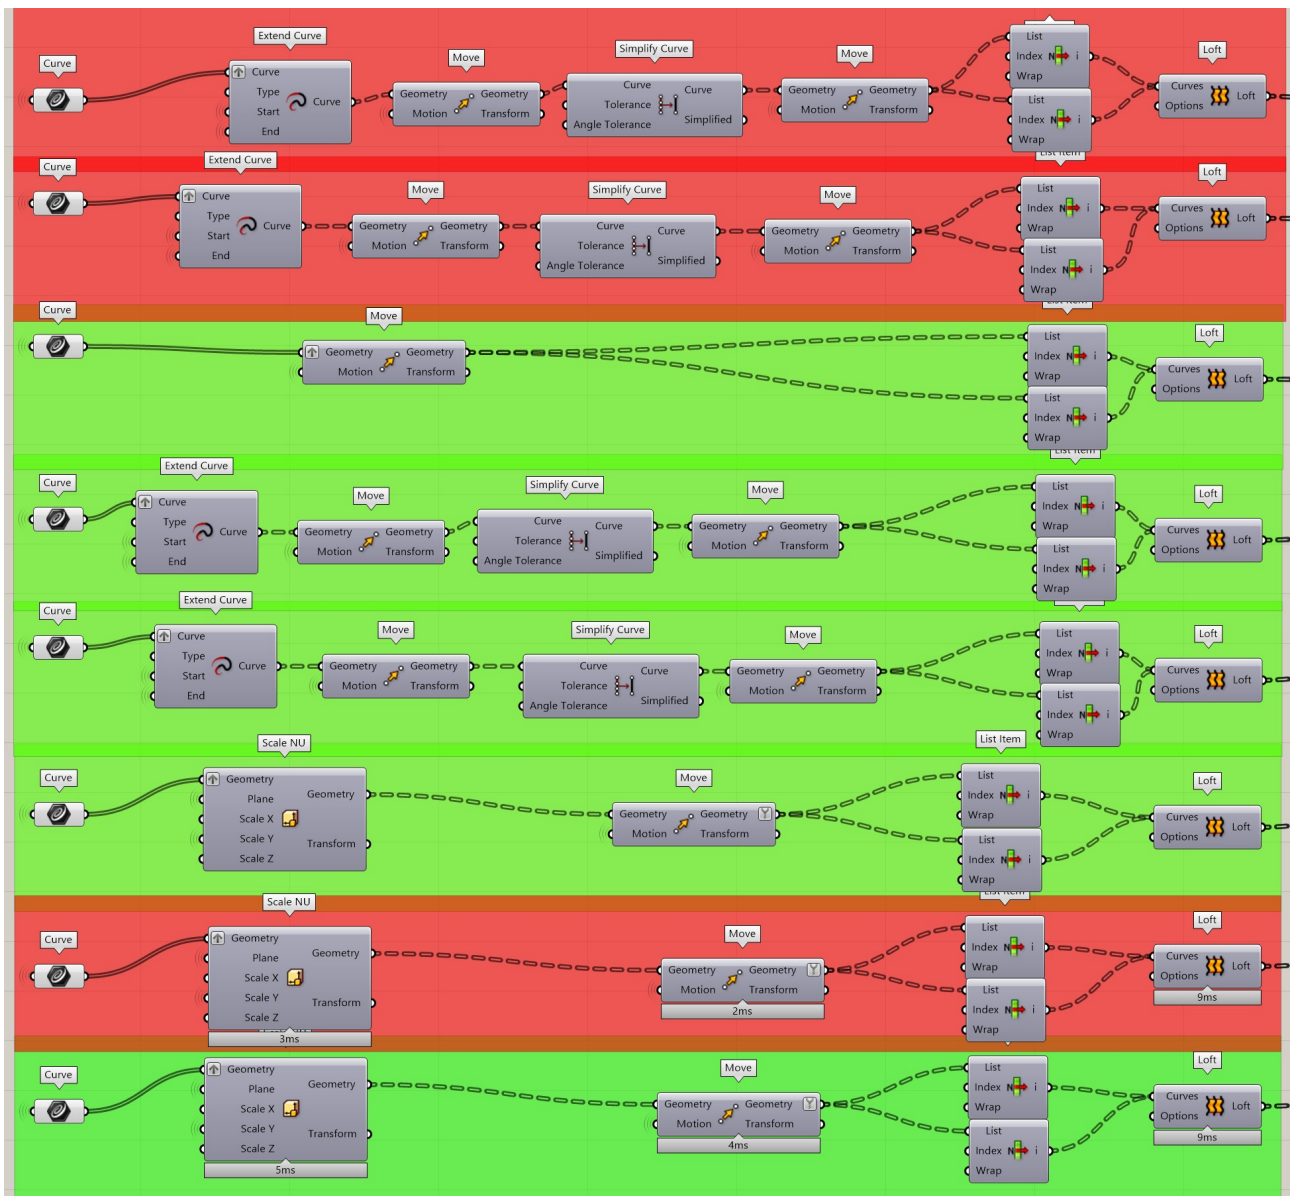 Extend Curve
Curve
Curve
Type
Start
End
Curve
Move
Geometry Geometry
Motion Transform
Simplify Curve
Curve
Tolerance
Angle Tolerance
Curve
Simplified
Move
Geometry Geometry
Motion Transform
List
Index N i
Wrap
List
Index N i
Wrap
Loft
Curves
Options
Loft
Extend Curve
Curve
Curve
Type
Start
End
Curve
Move
Geometry Geometry
Motion Transform
Simplify Curve
Curve
Tolerance
Angle Tolerance
Curve
Simplified
Move
Geometry Geometry
Motion Transform
List Item
List
Index N i
Wrap
List
Index N i
Wrap
Loft
Curves
Options
Loft
Curve
Move
Geometry Geometry
Motion Transform
List Item
List
Index N i
Wrap
List
Index N i
Wrap
Loft
Curves
Options
Loft
Extend Curve
Curve
Curve
Type
Start
End
Curve
Move
Geometry Geometry
Motion Transform
Simplify Curve
Curve
Tolerance
Angle Tolerance
Curve
Simplified
Move
Geometry Geometry
Motion Transform
List Item
List
Index N i
Wrap
List
Index N i
Wrap
Loft
Curves
Options
Loft
Extend Curve
Curve
Curve
Type
Start
End
Curve
Move
Geometry Geometry
Motion Transform
Simplify Curve
Curve
Tolerance
Angle Tolerance
Curve
Simplified
Move
Geometry Geometry
Motion Transform
List
Index N i
Wrap
List
Index N i
Wrap
Loft
Curves
Options
Loft
Scale NU
Curve
Geometry
Plane
Scale X
Scale Y
Scale Z
Geometry
Transform
Move
Geometry Geometry
Motion Transform
List Item
List
Index N i
Wrap
List
Index N i
Wrap
Loft
Curves
Options
Loft
Scale NU
Curve
Geometry
Plane
Scale X
Scale Y
Scale Z
Geometry
Transform
3ms
Move
Geometry Geometry
Motion Transform
2ms
List Item
List
Index N i
Wrap
List
Index N i
Wrap
Loft
Curves
Options
Loft
9ms
Curve
Geometry
Plane
Scale X
Scale Y
Scale Z
Geometry
Transform
5ms
Move
Geometry Geometry
Motion Transform
4ms
List
Index N i
Wrap
List
Index N i
Wrap
Loft
Curves
Options
Loft
9ms